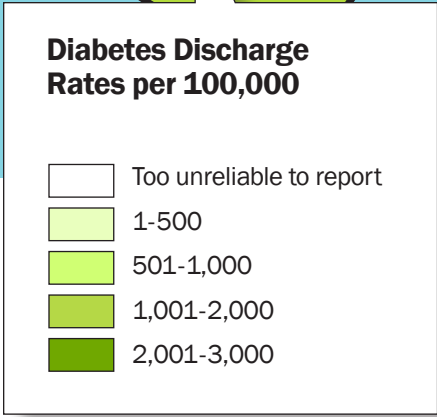 Diabetes Discharge
Rates per 100,000
Too unreliable to report
1-500
501-1,000
1,001-2,000
2,001-3,000